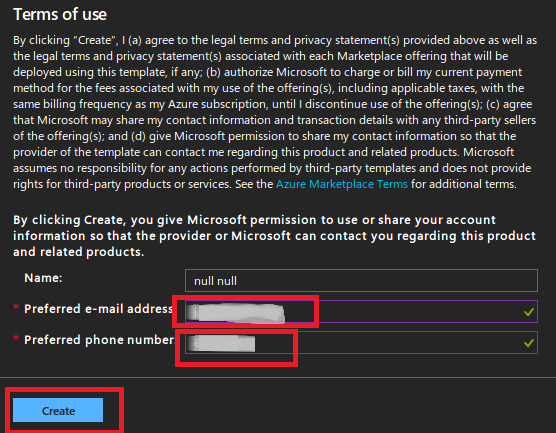 Terms of use
By clicking “Create”, I (a) agree to the legal terms and privacy statement(s) provided above as well as
the legal terms and privacy statement(s) associated with each Marketplace offering that will be
deployed using this template, if any; (b) authorize Microsoft to charge or bill my current payment
method for the fees associated with my use of the offering(s), including applicable taxes, with the
same billing frequency as my Azure subscription, until I discontinue use of the offering(s); (c) agree
that Microsoft may share my contact information and transaction details with any third-party sellers
of the offering(s); and (d) give Microsoft permission to share my contact information so that the
provider of the template can contact me regarding this product and related products. Microsoft
assumes no responsibility for any actions performed by third-party templates and does not provide
rights for third-party products or services. See the Azure Marketplace Terms for additional terms.
By clicking Create, you give Microsoft permission to use or share your account
information so that the provider or Microsoft can contact you regarding this product
and related products.
Name: null null
* Preferred e-mail address
* Preferred phone number
Create